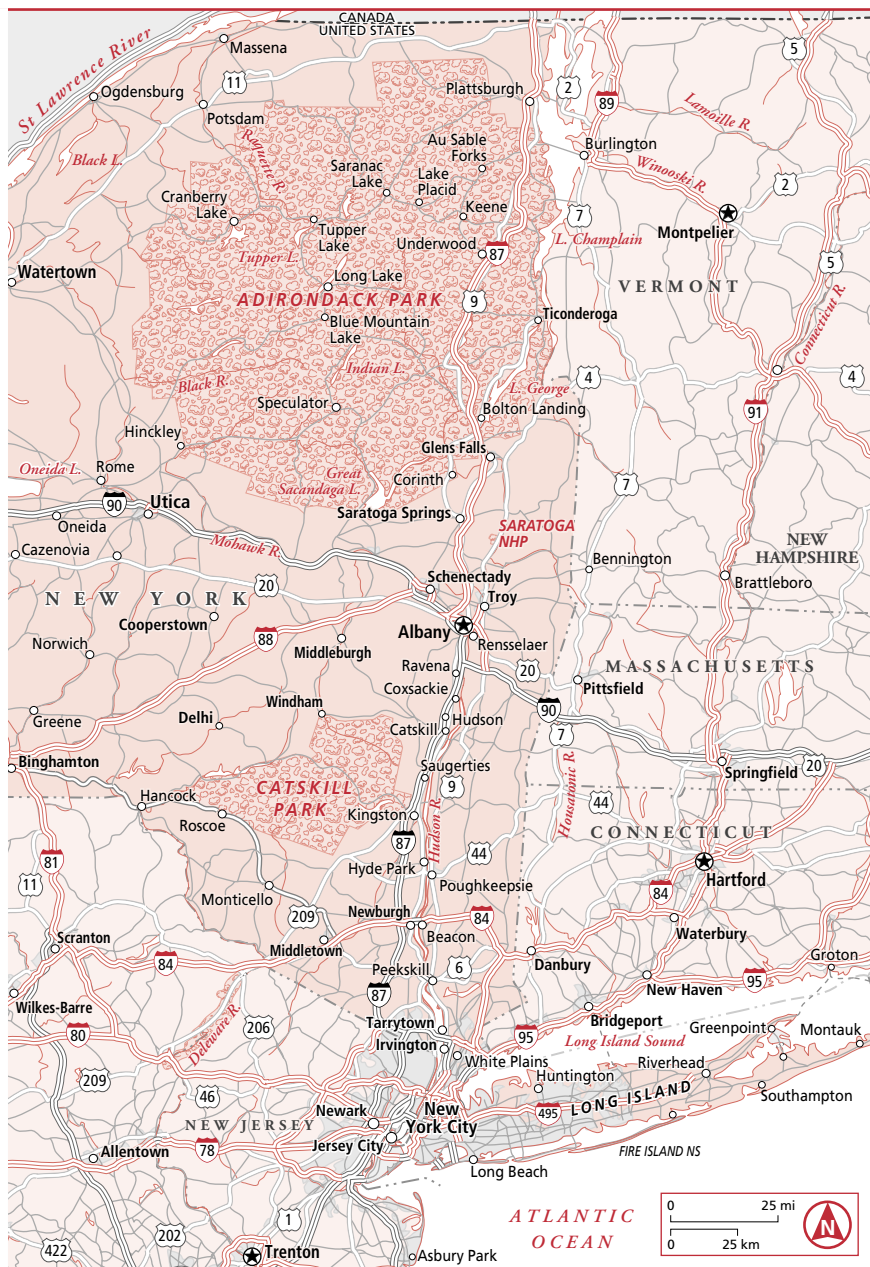 CANADA
UNITED STATES
St Lawrence River
Massena
11
5
Ogdensburg
Plattsburgh
2
89
Potsdam
Lamoille R.
Raquette R.
Au Sable
Forks
Burlington
Black L.
Saranac
Lake
Lake
Placid
Winooski R.
2
Cranberry
Lake
Keene
7
Tupper
Lake
Montpelier
Underwood
87
L. Champlain
Tupper L.
5
Watertown
Long Lake
VERMONT
ADIRONDACK PARK
9
Connecticut R.
Blue Mountain
Lake
Ticonderoga
Indian L.
Black R.
L. George
4
4
Speculator
Bolton Landing
91
Hinckley
Glens Falls
Oneida L.
Rome
Great
Sacandaga L.
Corinth
7
90
Utica
Saratoga Springs
Oneida
SARATOGA
NHP
Mohawk R.
NEW
HAMPSHIRE
Cazenovia
Bennington
Schenectady
Brattleboro
20
NEW YORK
Troy
Cooperstown
Albany
88
Rensselaer
Norwich
Middleburgh
Ravena
20
MASSACHUSETTS
Coxsackie
Pittsfield
Greene
Delhi
Windham
90
Hudson
Catskill
7
Binghamton
Saugerties
Springfield
20
CATSKILL
PARK
9
Housatonic R.
Hancock
44
Roscoe
Kingston
Hudson R.
CONNECTICUT
87
81
44
Hyde Park
11
Poughkeepsie
Hartford
84
Monticello
209
Newburgh
84
Scranton
Middletown
Beacon
Waterbury
84
Danbury
Groton
Peekskill
6
95
Wilkes-Barre
87
New Haven
Bridgeport
206
Tarrytown
80
Deleware R.
95
Greenpoint
Montauk
Irvington
Long Island Sound
White Plains
Riverhead
209
Huntington
46
Southampton
LONG ISLAND
Newark
New
York City
495
NEW JERSEY
78
Jersey City
Allentown
FIRE ISLAND NS
Long Beach
ATLANTIC
OCEAN
0
25 mi
0
25 km
N
1
202
422
Trenton
Asbury Park